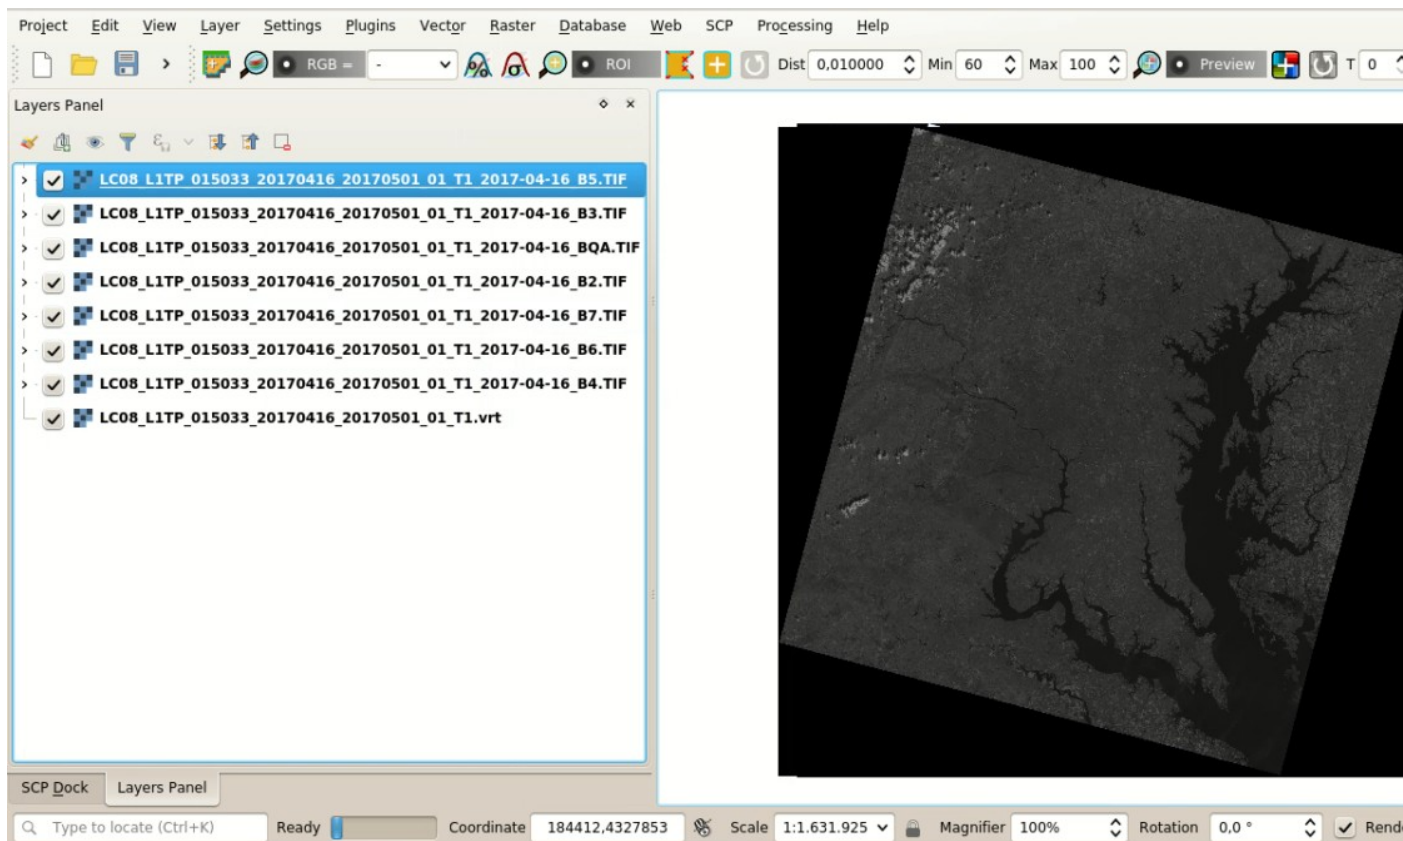 Project Edit View Layer Settings Plugins Vector Raster Database Web SCP Processing Help
RGB = - ROI Dist 0,010000 Min 60 Max 100 Preview T 0
Layers Panel
LC08_L1TP_015033_20170416_20170501_01_T1_2017-04-16_B5.TIF
LC08_L1TP_015033_20170416_20170501_01_T1_2017-04-16_B3.TIF
LC08_L1TP_015033_20170416_20170501_01_T1_2017-04-16_BQA.TIF
LC08_L1TP_015033_20170416_20170501_01_T1_2017-04-16_B2.TIF
LC08_L1TP_015033_20170416_20170501_01_T1_2017-04-16_B7.TIF
LC08_L1TP_015033_20170416_20170501_01_T1_2017-04-16_B6.TIF
LC08_L1TP_015033_20170416_20170501_01_T1_2017-04-16_B4.TIF
LC08_L1TP_015033_20170416_20170501_01_T1.vrt
SCP Dock Layers Panel
Type to locate (Ctrl+K) Ready Coordinate 184412,4327853 Scale 1:1.631.925 Magnifier 100% Rotation 0,0 °